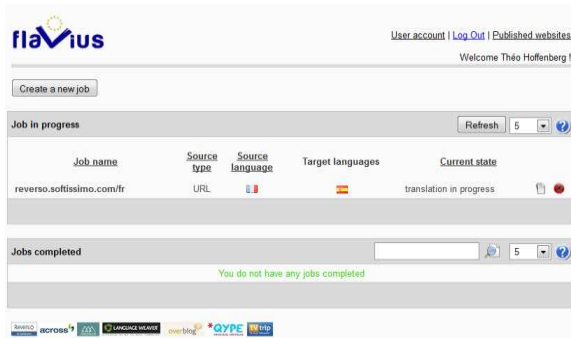 flavius
User account | Log Out | Published websites
Welcome Théo Hoffenberg !
Create a new job
Job in progress
Refresh 5
Job name Source type Source language Target languages Current state
reverso.softissimo.com/fr URL translation in progress
Jobs completed 5
You do not have any jobs completed
Reverso across LANGUAGE WEAVER overblog *QYPE tvtrip